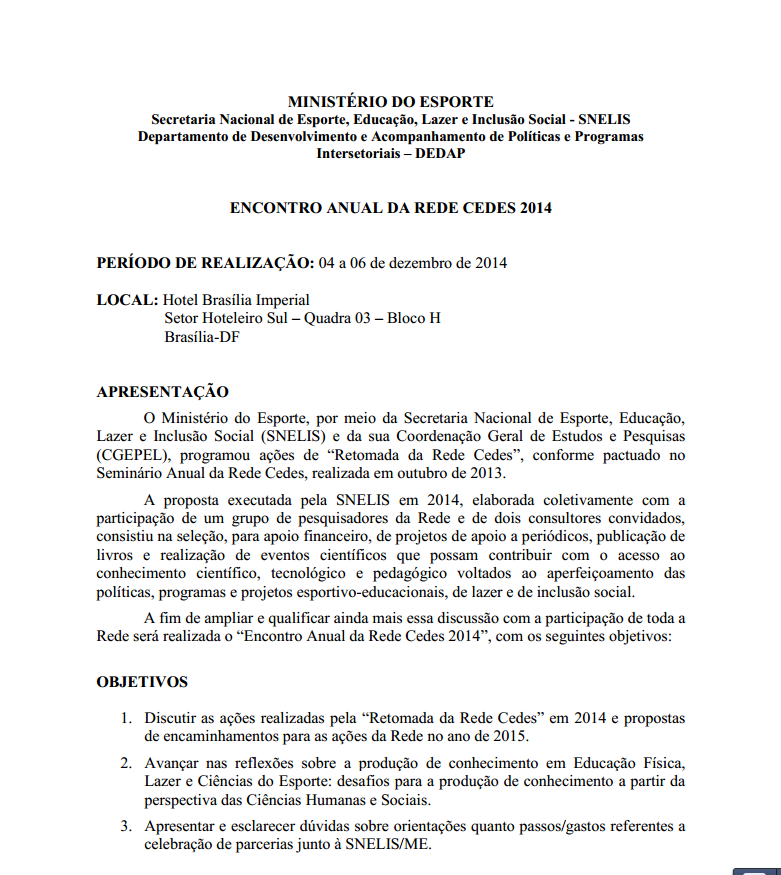 MINISTÉRIO DO ESPORTE
Secretaria Nacional de Esporte, Educação, Lazer e Inclusão Social - SNELIS
Departamento de Desenvolvimento e Acompanhamento de Políticas e Programas
Intersetoriais – DEDAP
ENCONTRO ANUAL DA REDE CEDES 2014
PERÍODO DE REALIZAÇÃO: 04 a 06 de dezembro de 2014
LOCAL: Hotel Brasília Imperial
Setor Hoteleiro Sul – Quadra 03 – Bloco H
Brasília-DF
APRESENTAÇÃO
O Ministério do Esporte, por meio da Secretaria Nacional de Esporte, Educação,
Lazer e Inclusão Social (SNELIS) e da sua Coordenação Geral de Estudos e Pesquisas
(CGEPEL), programou ações de “Retomada da Rede Cedes”, conforme pactuado no
Seminário Anual da Rede Cedes, realizada em outubro de 2013.
A proposta executada pela SNELIS em 2014, elaborada coletivamente com a
participação de um grupo de pesquisadores da Rede e de dois consultores convidados,
consistiu na seleção, para apoio financeiro, de projetos de apoio a periódicos, publicação de
livros e realização de eventos científicos que possam contribuir com o acesso ao
conhecimento científico, tecnológico e pedagógico voltados ao aperfeiçoamento das
políticas, programas e projetos esportivo-educacionais, de lazer e de inclusão social.
A fim de ampliar e qualificar ainda mais essa discussão com a participação de toda a
Rede será realizada o “Encontro Anual da Rede Cedes 2014”, com os seguintes objetivos:
OBJETIVOS
1. Discutir as ações realizadas pela “Retomada da Rede Cedes” em 2014 e propostas
de encaminhamentos para as ações da Rede no ano de 2015.
2. Avançar nas reflexões sobre a produção de conhecimento em Educação Física,
Lazer e Ciências do Esporte: desafios para a produção de conhecimento a partir da
perspectiva das Ciências Humanas e Sociais.
3. Apresentar e esclarecer dúvidas sobre orientações quanto passos/gastos referentes a
celebração de parcerias junto à SNELIS/ME.